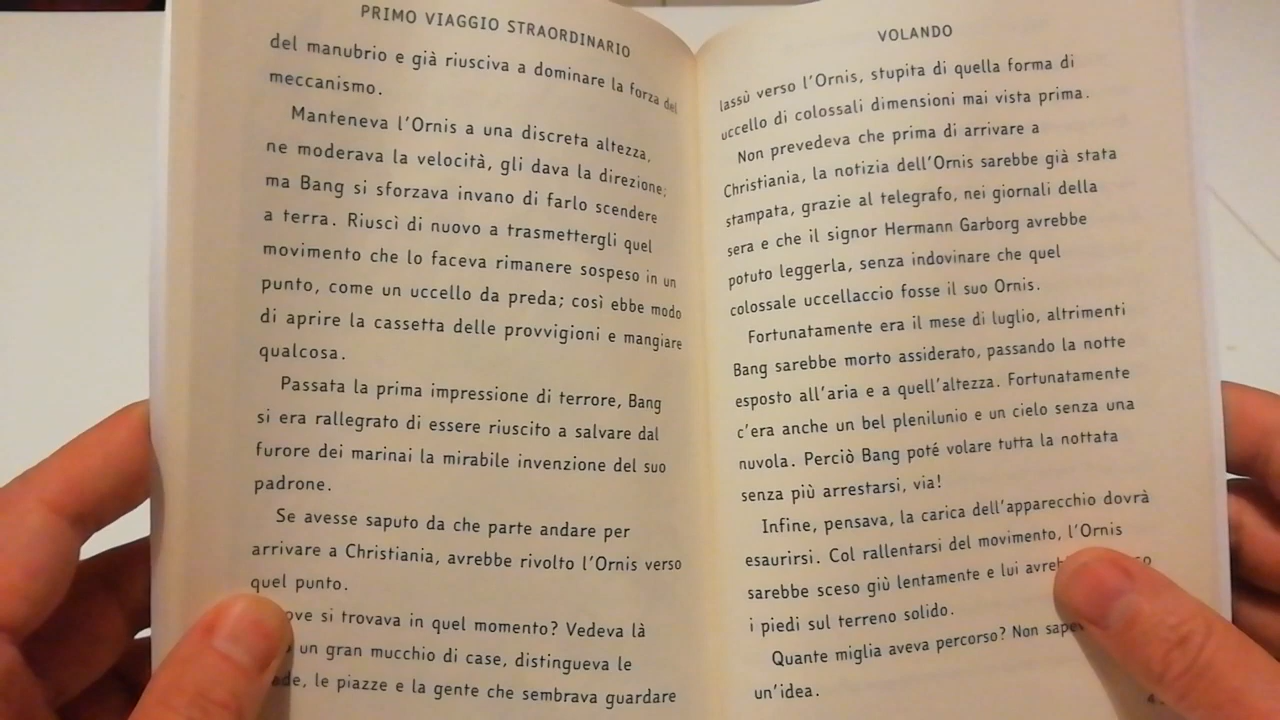 PRIMO VIAGGIO STRAORDINARIO
del manubrio e già riusciva a dominare la forza del
meccanismo.
Manteneva l'Ornis a una discreta altezza,
ne moderava la velocità, gli dava la direzione;
ma Bang si sforzava invano di farlo scendere
a terra. Riuscì di nuovo a trasmettergli quel
movimento che lo faceva rimanere sospeso in un
punto, come un uccello da preda; così ebbe modo
di aprire la cassetta delle provvigioni e mangiare
qualcosa.
Passata la prima impressione di terrore, Bang
si era rallegrato di essere riuscito a salvare dal
furore dei marinai la mirabile invenzione del suo
padrone.
Se avesse saputo da che parte andare per
arrivare a Christiania, avrebbe rivolto l'Ornis verso
quel punto.
si trovava in quel momento? Vedeva là
un gran mucchio di case, distingueva le
le piazze e la gente che sembrava guardare
VOLANDO
lassù verso l'Ornis, stupita di quella forma di
uccello di colossali dimensioni mai vista prima.
Non prevedeva che prima di arrivare a
Christiania, la notizia dell'Ornis sarebbe già stata
stampata, grazie al telegrafo, nei giornali della
sera e che il signor Hermann Garborg avrebbe
potuto leggerla, senza indovinare che quel
colossale uccellaccio fosse il suo Ornis.
Fortunatamente era il mese di luglio, altrimenti
Bang sarebbe morto assiderato, passando la notte
esposto all'aria e a quell'altezza. Fortunatamente
c'era anche un bel plenilunio e un cielo senza una
nuvola. Perciò Bang poté volare tutta la nottata
senza più arrestarsi, via!
Infine, pensava, la carica dell'apparecchio dovrà
esaurirsi. Col rallentarsi del movimento, l'Ornis
sarebbe sceso giù lentamente e lui
i piedi sul terreno solido.
Quante miglia aveva percorso? Non
un'idea.